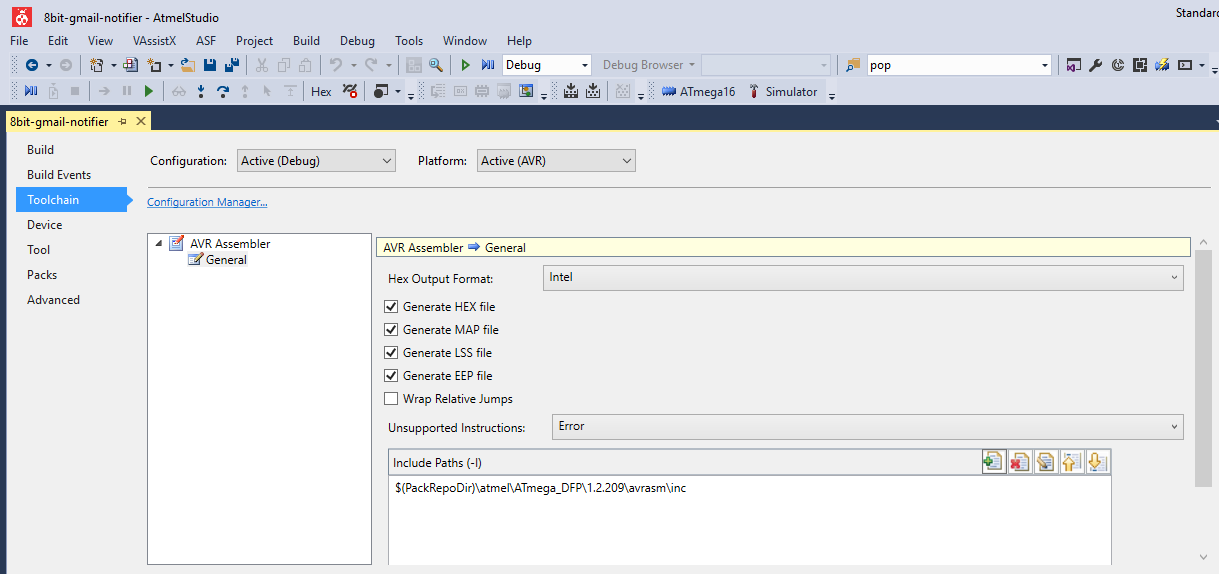 8bit-gmail-notifier - AtmelStudio
Standard
File Edit View VAssistX ASF Project Build Debug Tools Window Help
Debug Debug Browser pop
Hex ATmega16 Simulator
8bit-gmail-notifier
Build
Build Events
Toolchain
Device
Tool
Packs
Advanced
Configuration: Active (Debug) Platform: Active (AVR)
Configuration Manager...
AVR Assembler
General
AVR Assembler General
Hex Output Format: Intel
Generate HEX file
Generate MAP file
Generate LSS file
Generate EEP file
Wrap Relative Jumps
Unsupported Instructions: Error
Include Paths (-I)
$(PackRepoDir)\atmel\ATmega_DFP\1.2.209\avrasm\inc